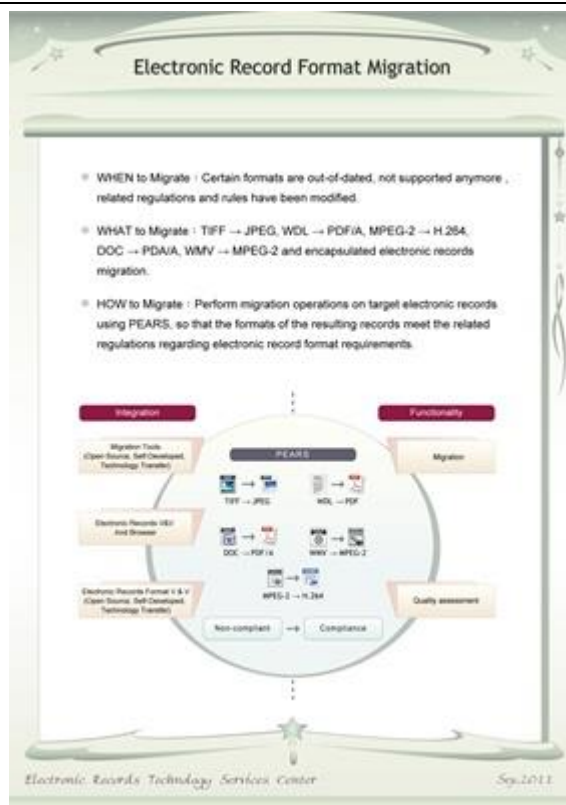 Electronic Record Format Migration
WHEN to Migrate : Certain formats are out-of-dated, not supported anymore ,
related regulations and rules have been modified.
WHAT to Migrate : TIFF → JPEG, WDL → PDF/A, MPEG-2 → H.264,
DOC → PDA/A, WMV → MPEG-2 and encapsulated electronic records
migration.
HOW to Migrate : Perform migration operations on target electronic records
using PEARS, so that the formats of the resulting records meet the related
regulations regarding electronic record format requirements.
Integration
Functionality
Migration Tools
(Open Source, Self-Developed,
Technology Transfer)
PEARS
Migration
TIFF → JPEG
WDL → PDF
Electronic Records
And Browser
DOC → PDF/A
WMV → MPEG-2
MPEG-2 → H.264
Electronic Records Format V & V
(Open Source, Self-Developed,
Technology Transfer)
Quality assessment
Non-compliant → Compliance
Electronic Records Technology Services Center
Sep.2011